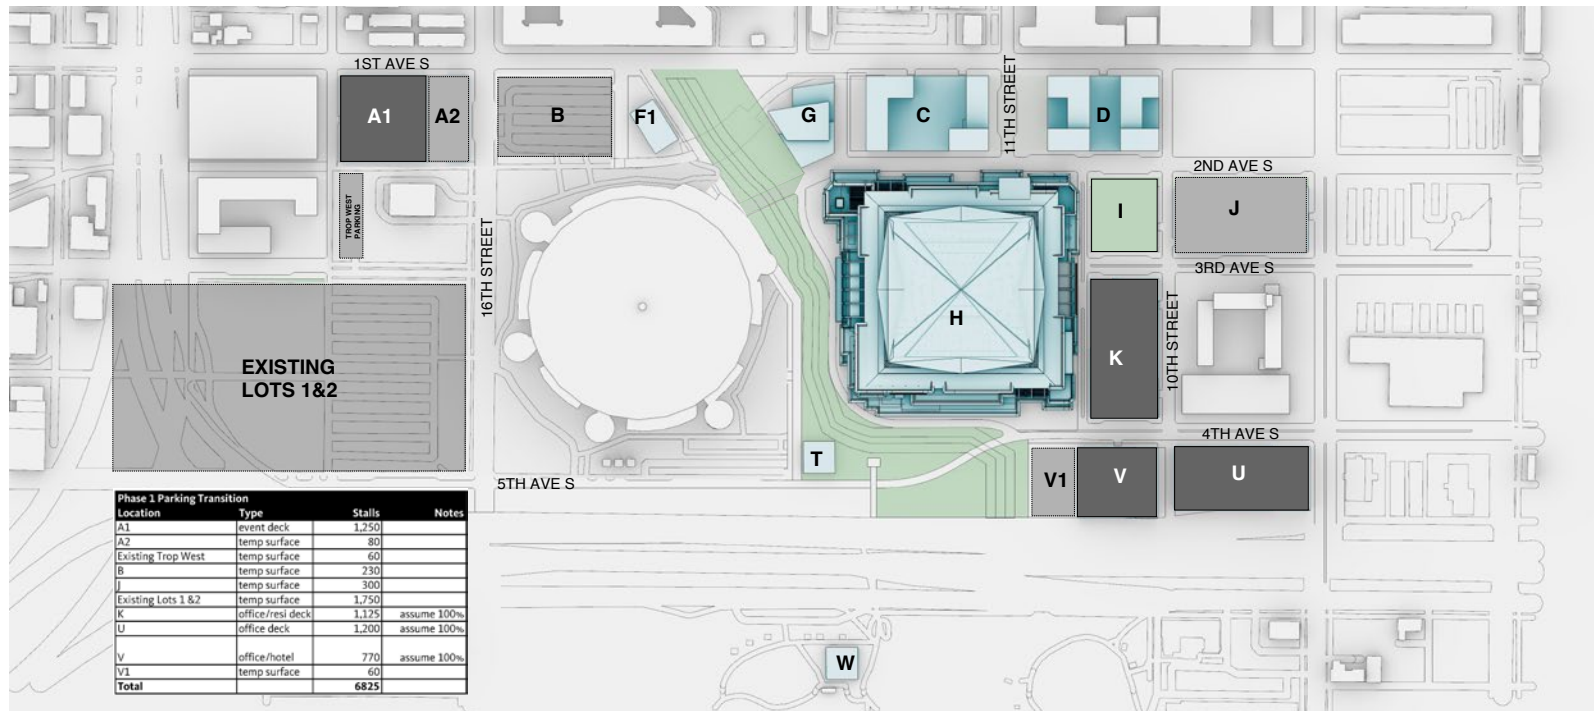 1ST AVE S
A1
A2
B
F1
G
C
11TH STREET
D
2ND AVE S
TROP WEST
PARKING
I
J
16TH STREET
3RD AVE S
H
10TH STREET
K
EXISTING
LOTS 1&2
4TH AVE S
T
V1
V
U
5TH AVE S
Phase 1 Parking Transition
Location Type Stalls Notes
A1 event deck 1,250
A2 temp surface 80
Existing Trop West temp surface 60
B temp surface 230
J temp surface 300
Existing Lots 1 &2 temp surface 1,750
K office/resi deck 1,125 assume 100%
U office deck 1,200 assume 100%
V office/hotel 770 assume 100%
V1 temp surface 60
Total 6825
W